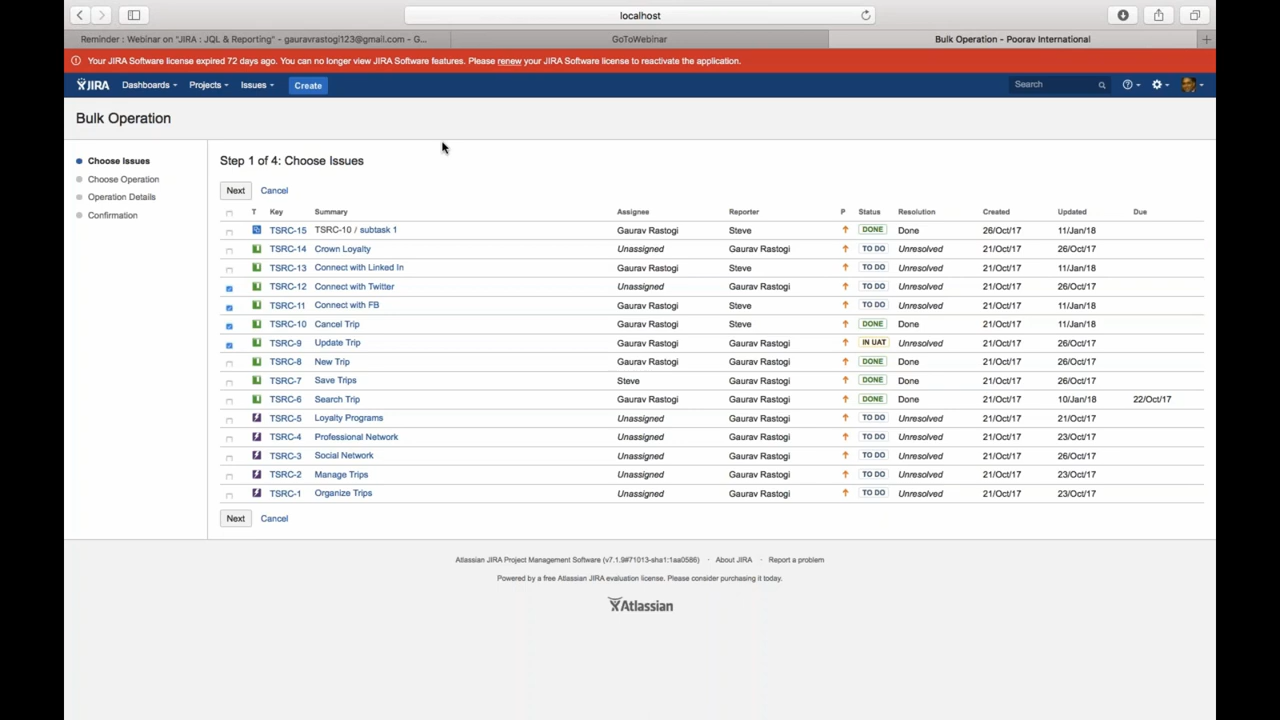 localhost
Reminder : Webinar on "JIRA : JQL & Reporting" - gauravrastogi123@gmail.com - G...
GoToWebinar
Bulk Operation - Poorav International
Your JIRA Software license expired 72 days ago. You can no longer view JIRA Software features. Please renew your JIRA Software license to reactivate the application.
JIRA Dashboards Projects Issues Create Search
Bulk Operation
Choose Issues
Choose Operation
Operation Details
Confirmation
Step 1 of 4: Choose Issues
Next Cancel
T Key Summary Assignee Reporter P Status Resolution Created Updated Due
TSRC-15 TSRC-10 / subtask 1 Gaurav Rastogi Steve DONE Done 26/Oct/17 11/Jan/18
TSRC-14 Crown Loyalty Unassigned Gaurav Rastogi TO DO Unresolved 21/Oct/17 26/Oct/17
TSRC-13 Connect with Linked In Gaurav Rastogi Steve TO DO Unresolved 21/Oct/17 11/Jan/18
TSRC-12 Connect with Twitter Gaurav Rastogi Gaurav Rastogi TO DO Unresolved 21/Oct/17 26/Oct/17
TSRC-11 Connect with FB Gaurav Rastogi Steve TO DO Unresolved 21/Oct/17 11/Jan/18
TSRC-10 Cancel Trip Gaurav Rastogi Steve DONE Done 21/Oct/17 11/Jan/18
TSRC-9 Update Trip Gaurav Rastogi Gaurav Rastogi IN UAT Unresolved 21/Oct/17 26/Oct/17
TSRC-8 New Trip Gaurav Rastogi Gaurav Rastogi DONE Done 21/Oct/17 26/Oct/17
TSRC-7 Save Trips Steve Gaurav Rastogi DONE Done 21/Oct/17 26/Oct/17
TSRC-6 Search Trip Gaurav Rastogi Gaurav Rastogi DONE Done 21/Oct/17 10/Jan/18 22/Oct/17
TSRC-5 Loyalty Programs Unassigned Gaurav Rastogi TO DO Unresolved 21/Oct/17 21/Oct/17
TSRC-4 Professional Network Unassigned Gaurav Rastogi TO DO Unresolved 21/Oct/17 23/Oct/17
TSRC-3 Social Network Unassigned Gaurav Rastogi TO DO Unresolved 21/Oct/17 26/Oct/17
TSRC-2 Manage Trips Unassigned Gaurav Rastogi TO DO Unresolved 21/Oct/17 23/Oct/17
TSRC-1 Organize Trips Unassigned Gaurav Rastogi TO DO Unresolved 21/Oct/17 23/Oct/17
Next Cancel
Atlassian JIRA Project Management Software (v7.1.9#71013-sha1:1aa0586) · About JIRA · Report a problem
Powered by a free Atlassian JIRA evaluation license. Please consider purchasing it today.
Atlassian